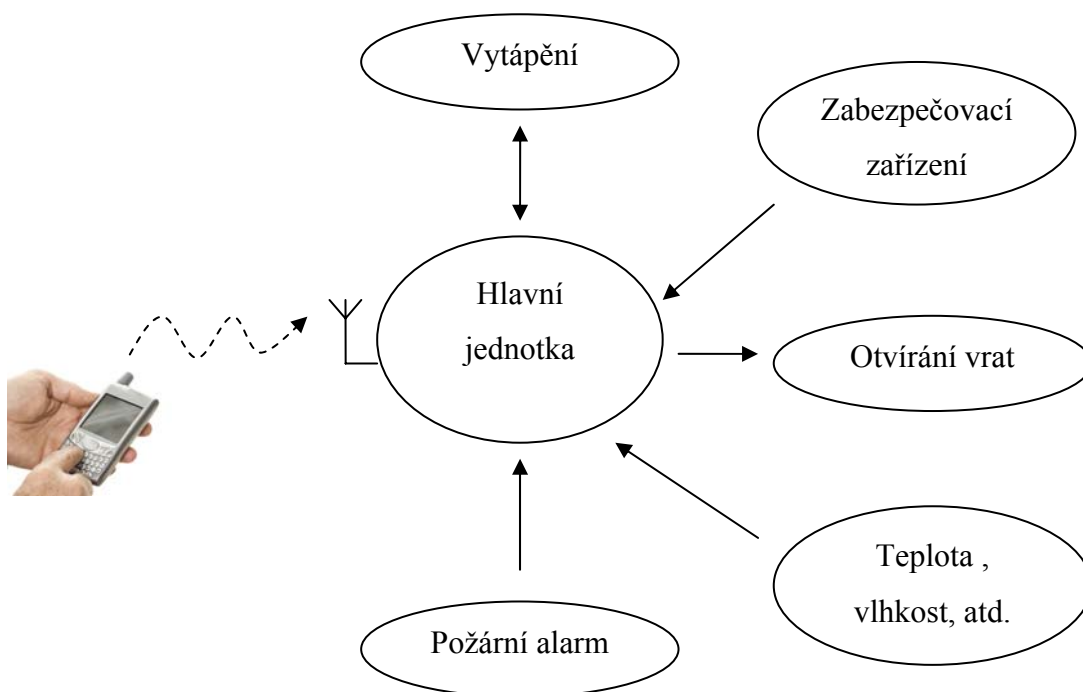 Vytápění
Zabezpečovací
zařízení
Hlavní
jednotka
Otvírání vrat
Teplota ,
vlhkost, atd.
Požární alarm